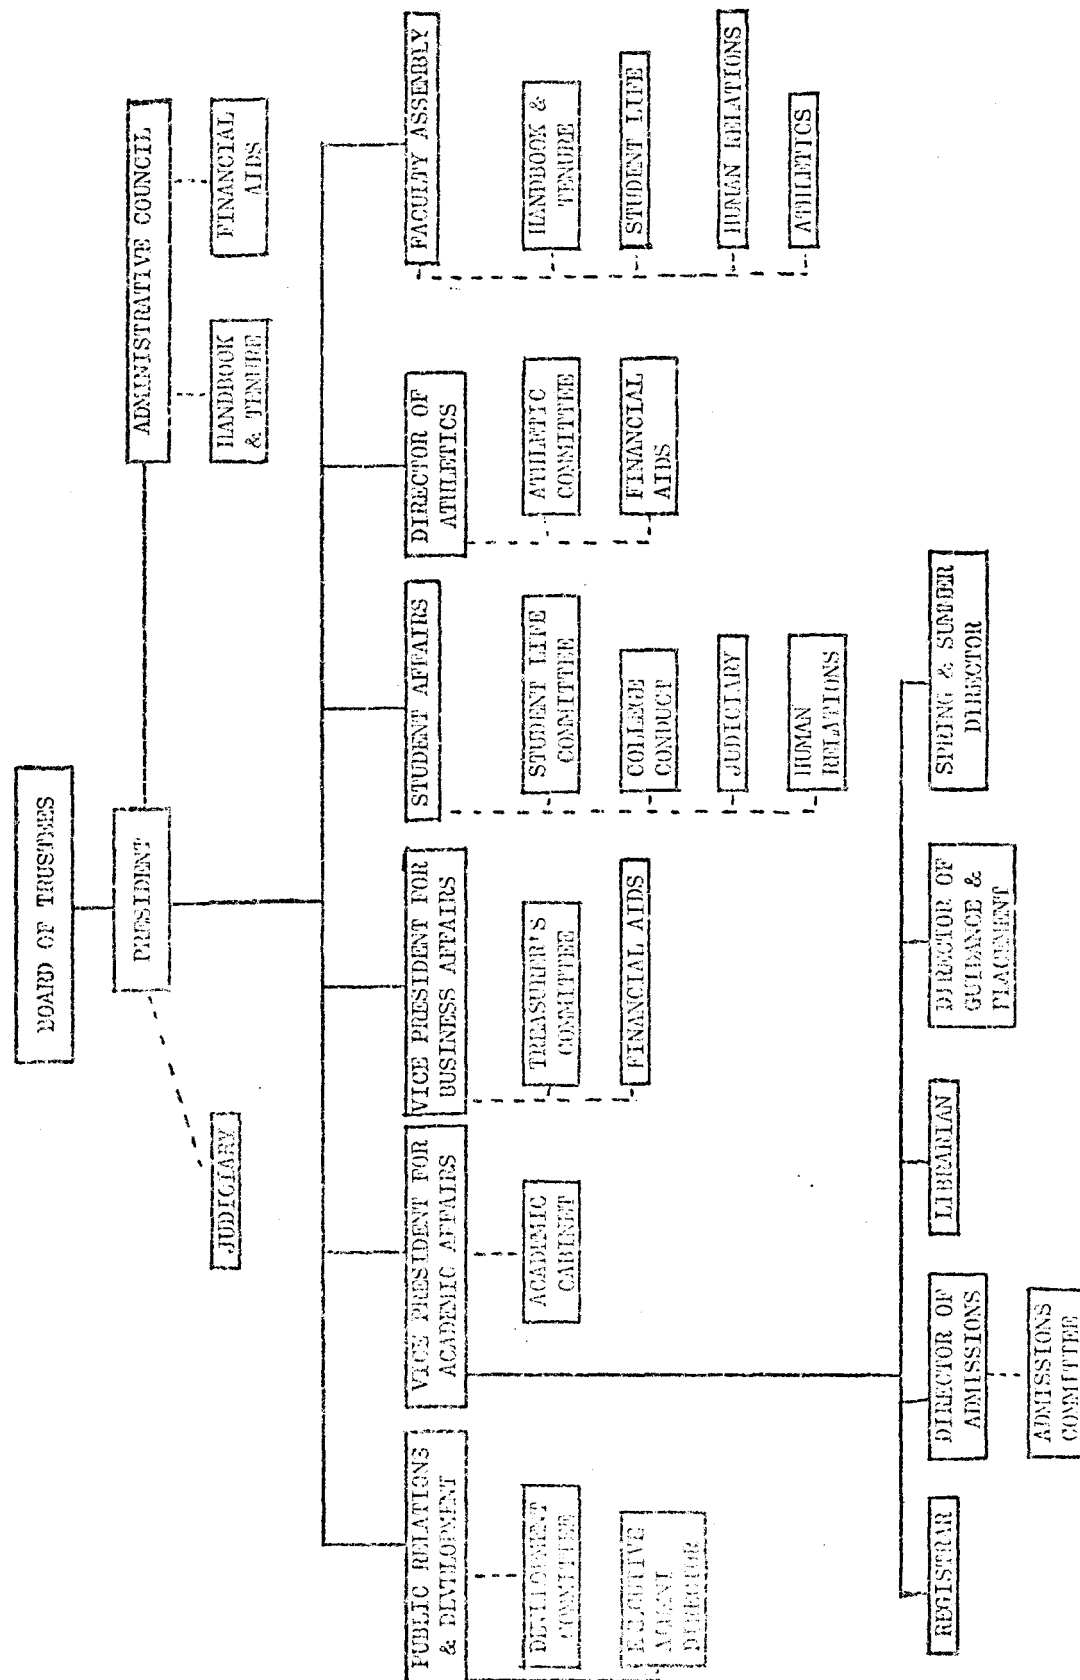 BOARD OF TRUSTEES
PRESIDENT
ADMINISTRATIVE COUNCIL
JUDICIARY
HANDBOOK
& TENURE
FINANCIAL
AIDS
PUBLIC RELATIONS
& DEVELOPMENT
VICE PRESIDENT FOR
ACADEMIC AFFAIRS
VICE PRESIDENT FOR
BUSINESS AFFAIRS
STUDENT AFFAIRS
DIRECTOR OF
ATHLETICS
FACULTY ASSEMBLY
DEVELOPMENT
COMMITTEE
EXECUTIVE
ALUMNI
DIRECTOR
ACADEMIC
CABINET
TREASURER'S
COMMITTEE
FINANCIAL AIDS
STUDENT LIFE
COMMITTEE
COLLEGE
CONDUCT
JUDICIARY
HUMAN
RELATIONS
ATHLETIC
COMMITTEE
FINANCIAL
AIDS
HANDBOOK &
TENURE
STUDENT LIFE
HUMAN RELATIONS
ATHLETICS
REGISTRAR
DIRECTOR OF
ADMISSIONS
LIBRARIAN
DIRECTOR OF
GUIDANCE &
PLACEMENT
SPRING & SUMMER
DIRECTOR
ADMISSIONS
COMMITTEE